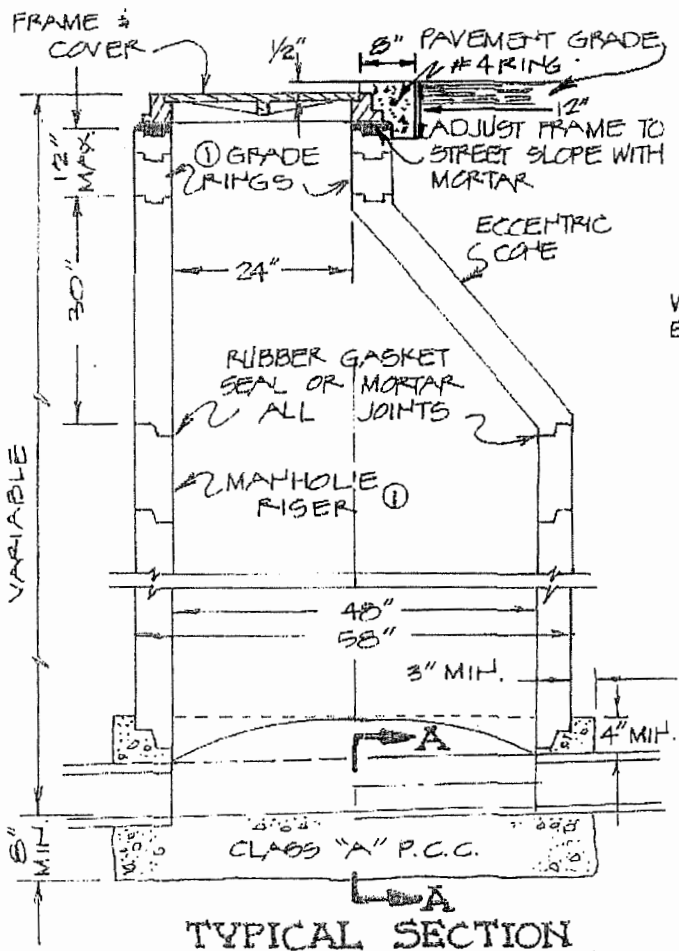 FRAME &
COVER
1/2"
8"
PAVEMENT GRADE
#4 RING
12"
ADJUST FRAME TO
STREET SLOPE WITH
MORTAR
12"
MAX.
① GRADE
RINGS
ECCENTRIC
CONE
24"
30"
RUBBER GASKET
SEAL OR MORTAR
ALL JOINTS
MANHOLE
RISER ①
VARIABLE
48"
58"
3" MIN.
4" MIN.
A
8"
MIN
CLASS "A" P.C.C.
A
TYPICAL SECTION